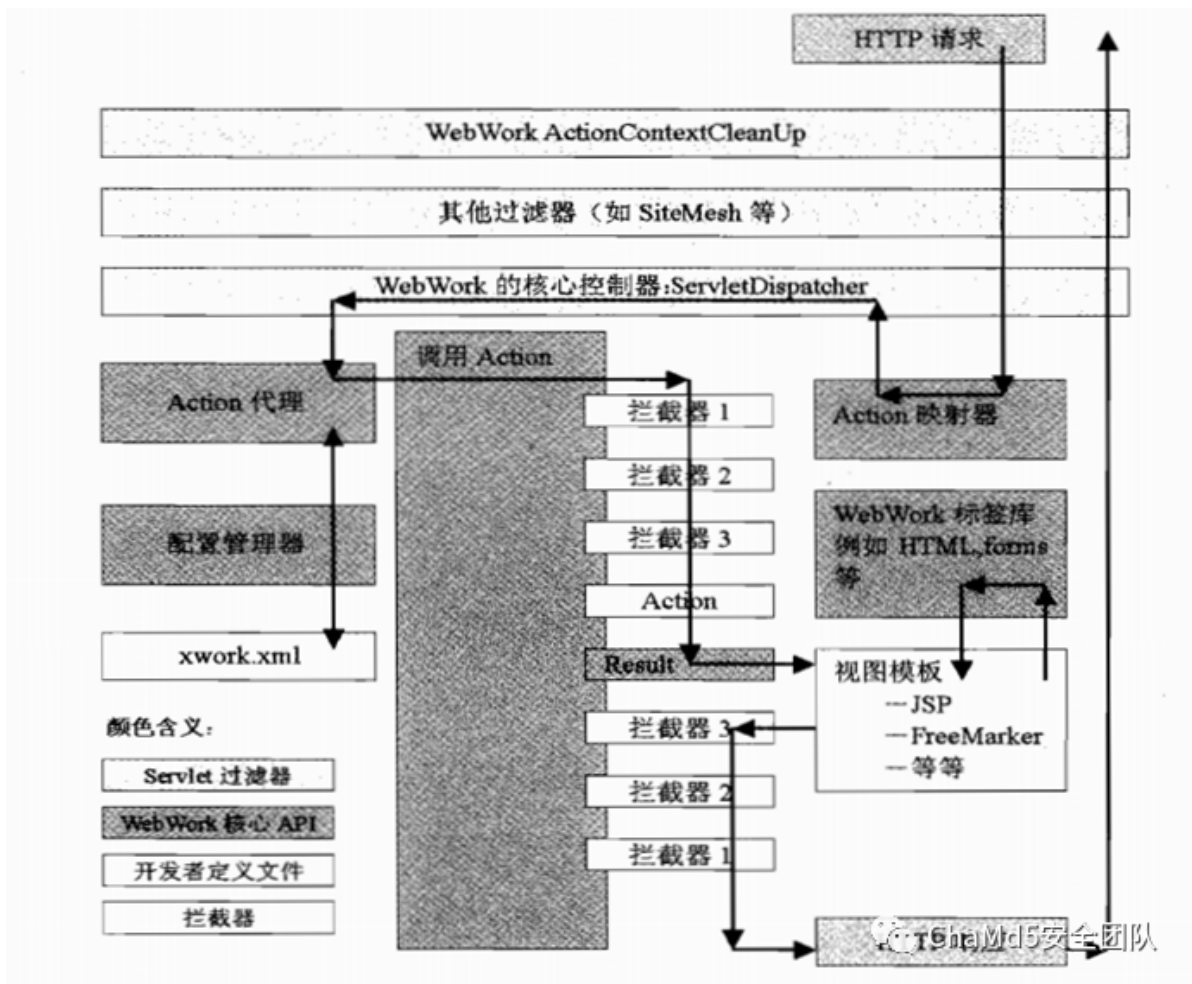 HTTP 请求
WebWork ActionContextCleanUp
其他过滤器（如 SiteMesh 等）
WebWork 的核心控制器:ServletDispatcher
调用 Action
Action 代理
拦截器 1
Action 映射器
拦截器 2
WebWork 标签库
例如 HTML,forms
等
配置管理器
拦截器 3
Action
xwork.xml
Result
视图模板
—JSP
—FreeMarker
—等等
颜色含义：
拦截器 3
Servlet 过滤器
拦截器 2
WebWork 核心 API
开发者定义文件
拦截器 1
拦截器
ChaMd5安全团队